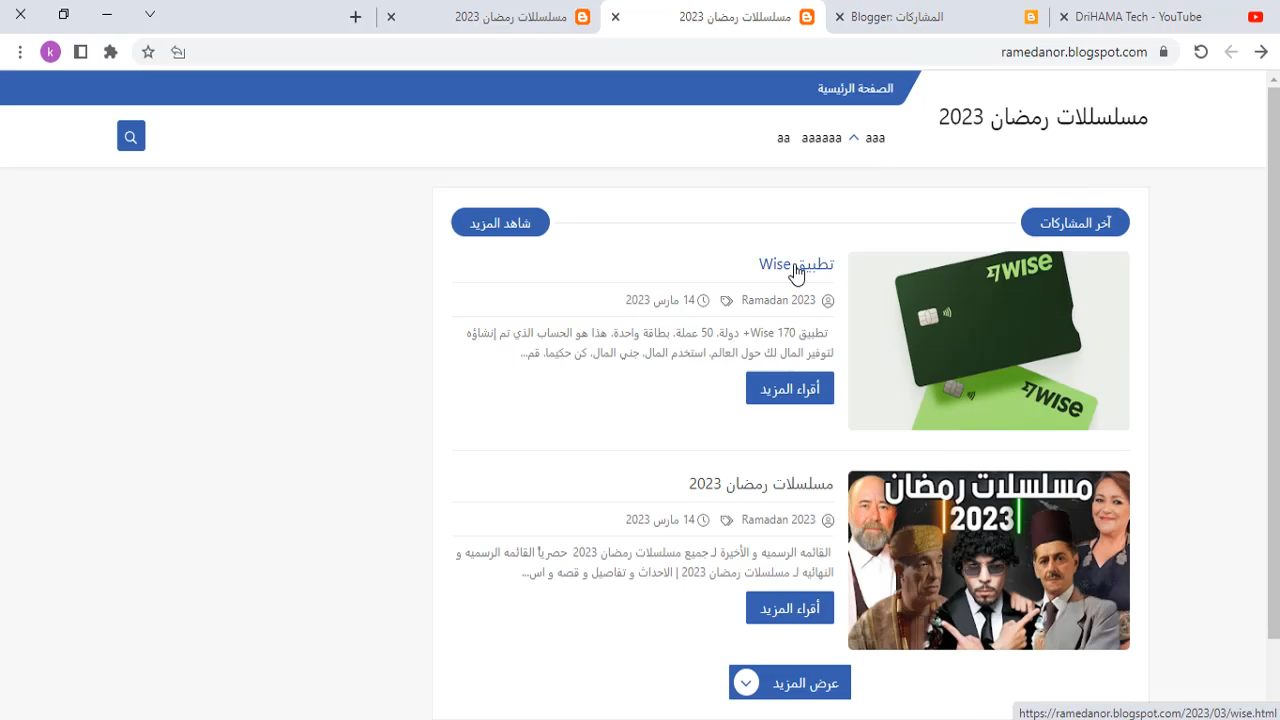 DriHAMA Tech - YouTube
المشاركات: Blogger
مسلسللات رمضان 2023
مسلسللات رمضان 2023
ramedanor.blogspot.com
k
الصفحة الرئيسية
مسلسللات رمضان 2023
aaa
aaaaaa
aa
آخر المشاركات
شاهد المزيد
WISE
WISE
تطبيق Wise
Ramadan 2023
14 مارس 2023
تطبيق Wise 170+ دولة. 50 عملة. بطاقة واحدة. هذا هو الحساب الذي تم إنشاؤه
لتوفير المال لك حول العالم. استخدم المال. جني المال. كن حكيما. قم...
أقراء المزيد
مسلسلات رمضان
2023
مسلسلات رمضان 2023
Ramadan 2023
14 مارس 2023
القائمه الرسميه و الأخيرة لـ جميع مسلسلات رمضان 2023 حصرياً القائمه الرسميه و
النهائيه لـ مسلسلات رمضان 2023 | الاحداث و تفاصيل و قصه و اس...
أقراء المزيد
عرض المزيد
https://ramedanor.blogspot.com/2023/03/wise.html